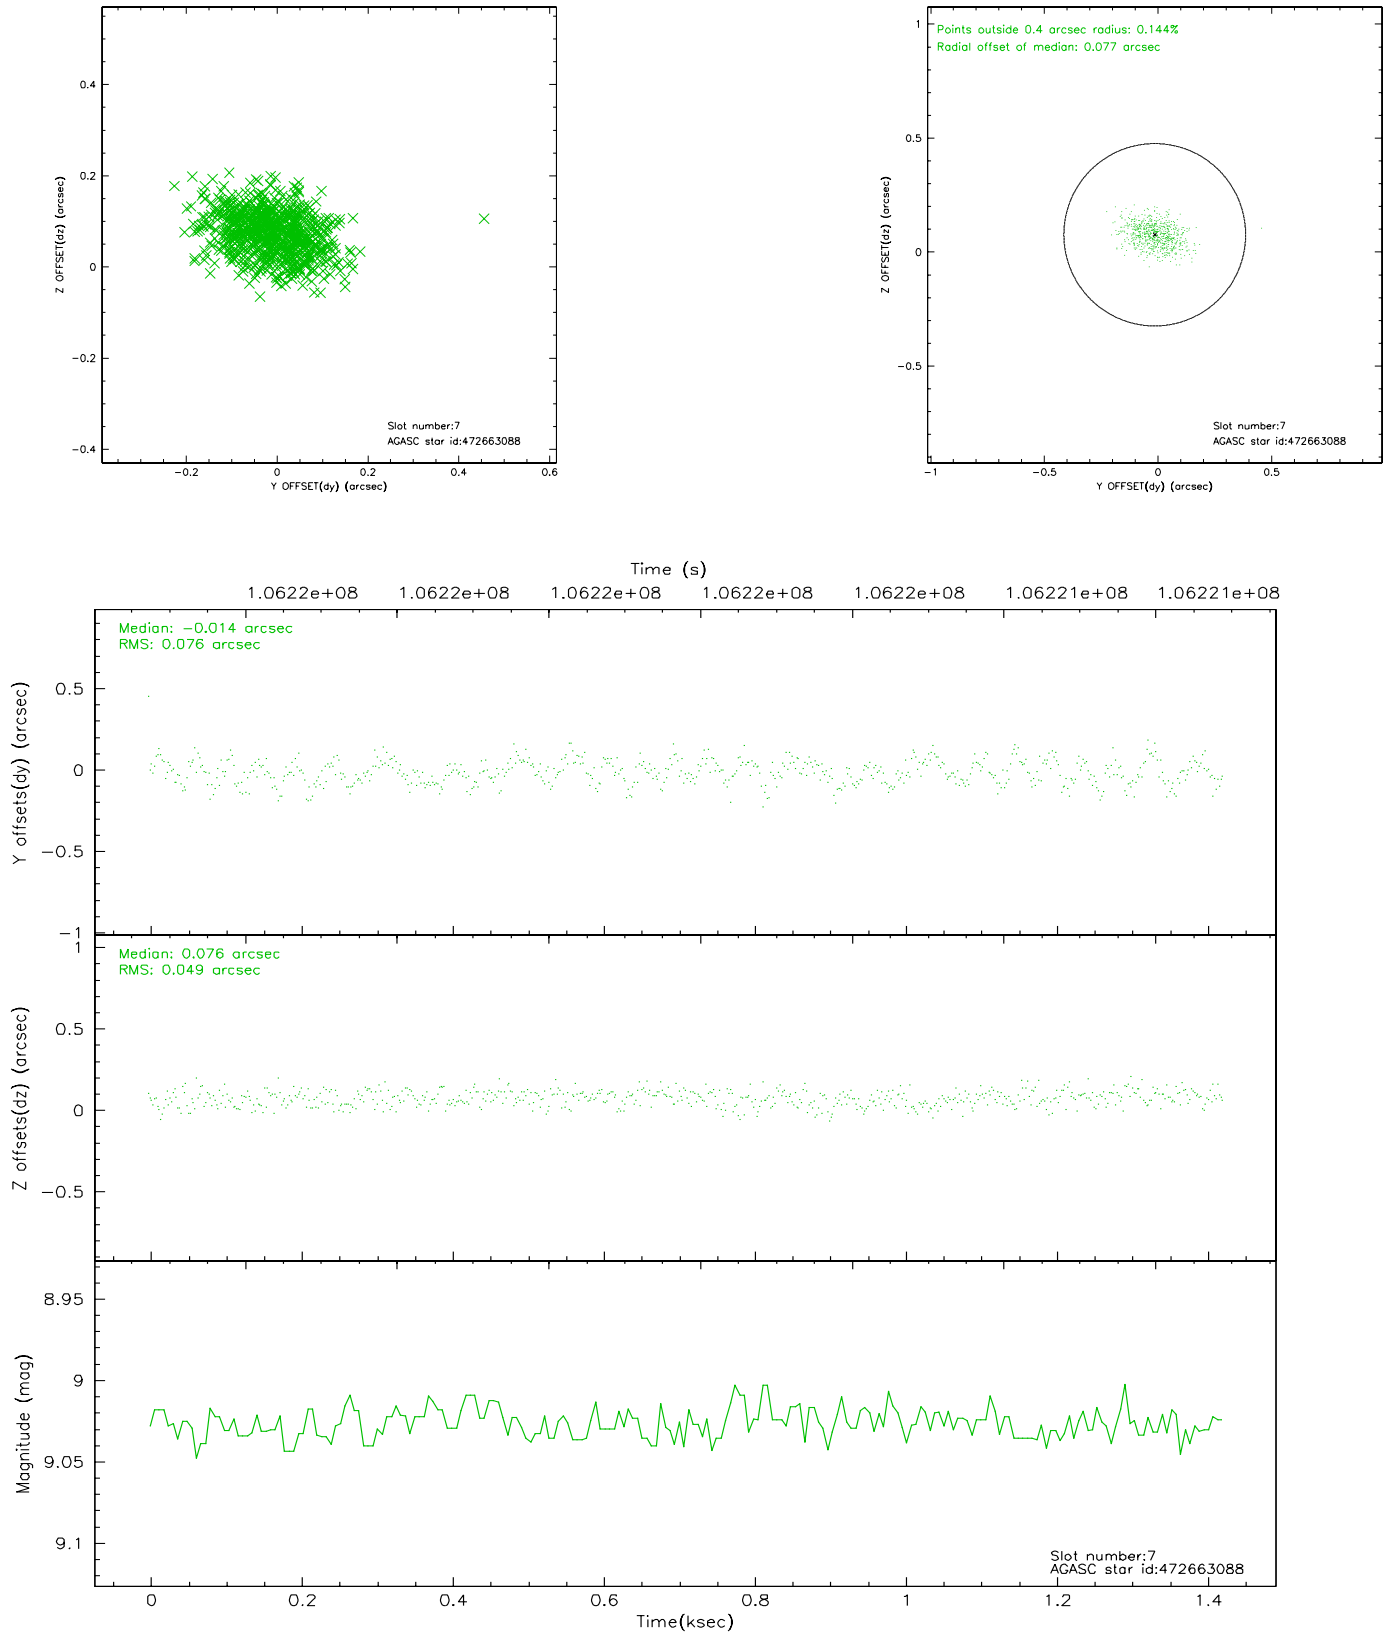 0.4
0.2
0
−0.2
−0.4
Z OFFSET(dz) (arcsec)
Slot number:7
AGASC star id:472663088
−0.2 0 0.2 0.4 0.6
Y OFFSET(dy) (arcsec)
Points outside 0.4 arcsec radius: 0.144%
Radial offset of median: 0.077 arcsec
1
0.5
0
−0.5
Z OFFSET(dz) (arcsec)
Slot number:7
AGASC star id:472663088
−1 −0.5 0 0.5
Y OFFSET(dy) (arcsec)
Time (s)
1.0622e+08 1.0622e+08 1.0622e+08 1.0622e+08 1.0622e+08 1.06221e+08 1.06221e+08
Median: −0.014 arcsec
RMS: 0.076 arcsec
0.5
0
−0.5
−1
Y offsets(dy) (arcsec)
Median: 0.076 arcsec
RMS: 0.049 arcsec
1
0.5
0
−0.5
Z offsets(dz) (arcsec)
8.95
9
9.05
9.1
Magnitude (mag)
Slot number:7
AGASC star id:472663088
0 0.2 0.4 0.6 0.8 1 1.2 1.4
Time(ksec)